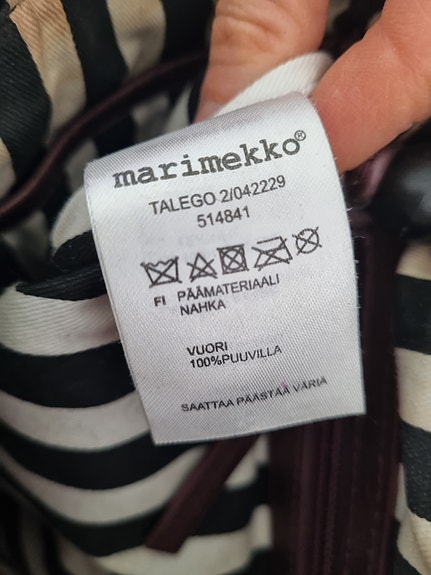 marimekko®
TALEGO 2/042229
514841
FI PÄÄMATERIAALI
NAHKA
VUORI
100%PUUVILLA
SAATTAA PÄÄSTÄÄ VÄRIÄ